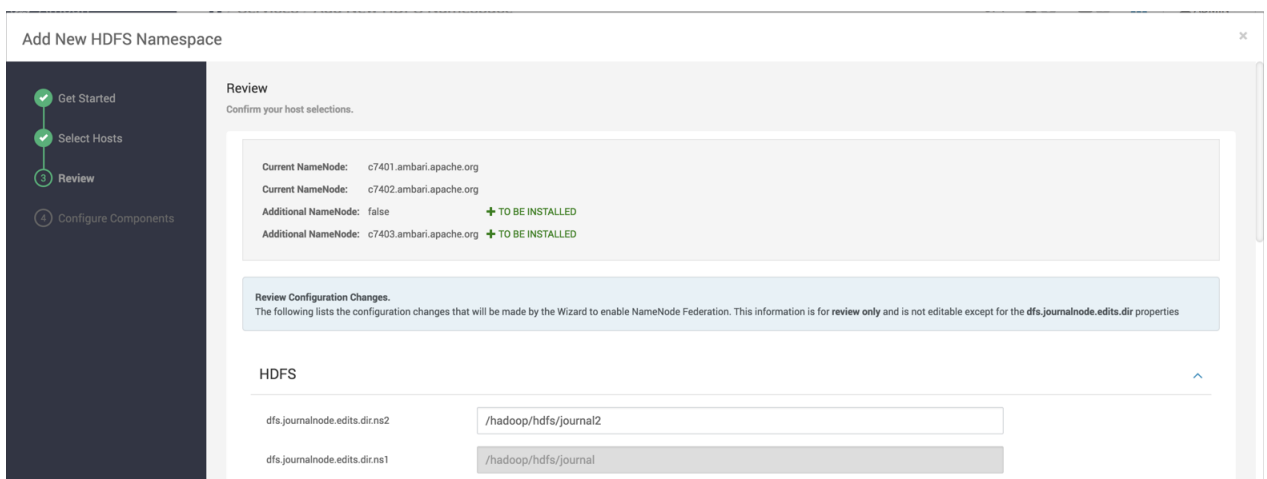 Add New HDFS Namespace
×
Get Started
Select Hosts
3 Review
4 Configure Components
Review
Confirm your host selections.
Current NameNode: c7401.ambari.apache.org
Current NameNode: c7402.ambari.apache.org
Additional NameNode: false + TO BE INSTALLED
Additional NameNode: c7403.ambari.apache.org + TO BE INSTALLED
Review Configuration Changes.
The following lists the configuration changes that will be made by the Wizard to enable NameNode Federation. This information is for review only and is not editable except for the dfs.journalnode.edits.dir properties
HDFS
dfs.journalnode.edits.dir.ns2 /hadoop/hdfs/journal2
dfs.journalnode.edits.dir.ns1 /hadoop/hdfs/journal